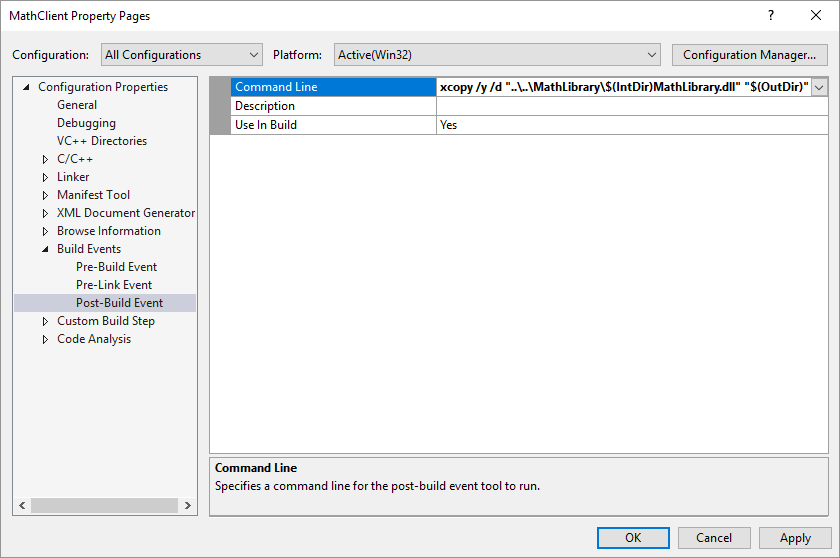 MathClient Property Pages
?
Configuration: All Configurations Platform: Active(Win32) Configuration Manager...
Configuration Properties
General
Debugging
VC++ Directories
C/C++
Linker
Manifest Tool
XML Document Generator
Browse Information
Build Events
Pre-Build Event
Pre-Link Event
Post-Build Event
Custom Build Step
Code Analysis
Command Line xcopy /y /d "..\..\MathLibrary\$(IntDir)MathLibrary.dll" "$(OutDir)"
Description
Use In Build Yes
Command Line
Specifies a command line for the post-build event tool to run.
OK Cancel Apply